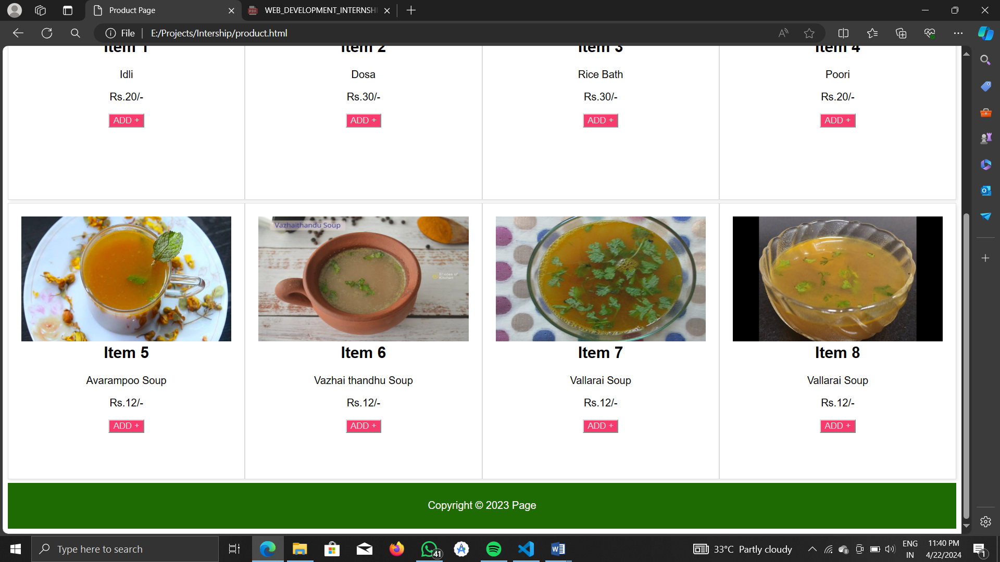 Product Page
WEB_DEVELOPMENT_INTERNSHI
File
E:/Projects/Intership/product.html
Item 1
Item 2
Item 3
Item 4
Idli
Dosa
Rice Bath
Poori
Rs.20/-
Rs.30/-
Rs.30/-
Rs.20/-
ADD +
ADD +
ADD +
ADD +
Vazhaithandu Soup
Shades of
Kitchen
Item 5
Item 6
Item 7
Item 8
Avarampoo Soup
Vazhai thandhu Soup
Vallarai Soup
Vallarai Soup
Rs.12/-
Rs.12/-
Rs.12/-
Rs.12/-
ADD +
ADD +
ADD +
ADD +
Copyright © 2023 Page
Type here to search
41
33°C Partly cloudy
ENG
IN
11:40 PM
4/22/2024
1